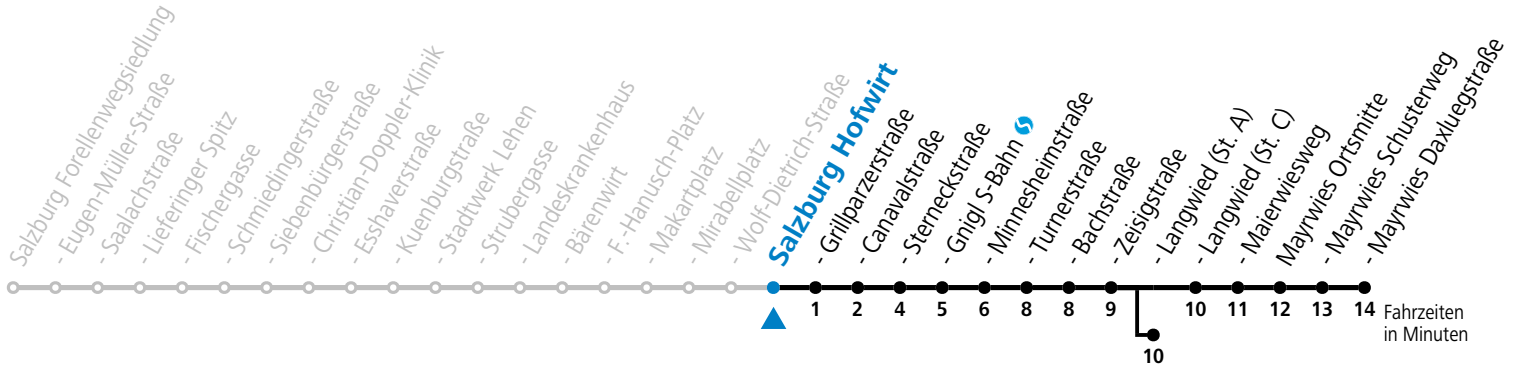 Salzburg Forellenwegsiedlung
- Eugen-Müller-Straße
- Saalachstraße
- Lieferinger Spitz
- Fischergasse
- Schmiedingerstraße
- Siebenbürgerstraße
- Christian-Doppler-Klinik
- Esshaverstraße
- Kuenburgstraße
- Stadtwerk Lehen
- Strubergasse
- Landeskrankenhaus
- Bärenwirt
- F.-Hanusch-Platz
- Makartplatz
- Mirabellplatz
- Wolf-Dietrich-Straße
Salzburg Hofwirt
- Grillparzerstraße
- Canavalstraße
- Sterneckstraße
- Gnigl S-Bahn
- Minnesheimstraße
- Turnerstraße
- Bachstraße
- Zeisigstraße
- Langwied (St. A)
- Langwied (St. C)
- Maierwiesweg
Mayrwies Ortsmitte
- Mayrwies Schusterweg
- Mayrwies Daxluegstraße
1 2 4 5 6 8 8 9 10 11 12 13 14
Fahrzeiten
in Minuten
10